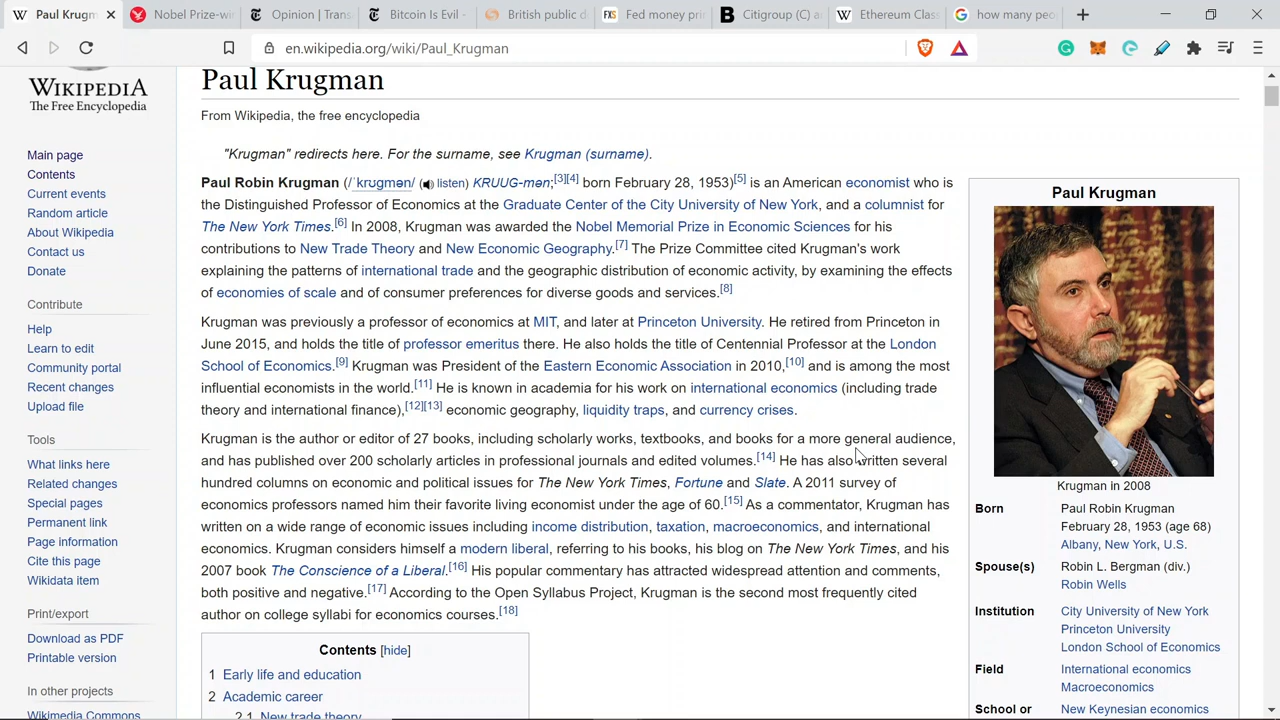 Paul Krugm
Nobel Prize-wi
Opinion | Trans
Bitcoin Is Evil -
British public d
Fed money pri
Citigroup (C) a
Ethereum Class
how many peo
en.wikipedia.org/wiki/Paul_Krugman
WIKIPEDIA
The Free Encyclopedia
Main page
Contents
Current events
Random article
About Wikipedia
Contact us
Donate
Contribute
Help
Learn to edit
Community portal
Recent changes
Upload file
Tools
What links here
Related changes
Special pages
Permanent link
Page information
Cite this page
Wikidata item
Print/export
Download as PDF
Printable version
In other projects
Wikimedia Commons
Paul Krugman
From Wikipedia, the free encyclopedia
"Krugman" redirects here. For the surname, see Krugman (surname).
Paul Robin Krugman (/ˈkrʊɡmən/ (listen) KRUUG-mən;[3][4] born February 28, 1953)[5] is an American economist who is
the Distinguished Professor of Economics at the Graduate Center of the City University of New York, and a columnist for
The New York Times.[6] In 2008, Krugman was awarded the Nobel Memorial Prize in Economic Sciences for his
contributions to New Trade Theory and New Economic Geography.[7] The Prize Committee cited Krugman's work
explaining the patterns of international trade and the geographic distribution of economic activity, by examining the effects
of economies of scale and of consumer preferences for diverse goods and services.[8]
Krugman was previously a professor of economics at MIT, and later at Princeton University. He retired from Princeton in
June 2015, and holds the title of professor emeritus there. He also holds the title of Centennial Professor at the London
School of Economics.[9] Krugman was President of the Eastern Economic Association in 2010,[10] and is among the most
influential economists in the world.[11] He is known in academia for his work on international economics (including trade
theory and international finance),[12][13] economic geography, liquidity traps, and currency crises.
Krugman is the author or editor of 27 books, including scholarly works, textbooks, and books for a more general audience,
and has published over 200 scholarly articles in professional journals and edited volumes.[14] He has also written several
hundred columns on economic and political issues for The New York Times, Fortune and Slate. A 2011 survey of
economics professors named him their favorite living economist under the age of 60.[15] As a commentator, Krugman has
written on a wide range of economic issues including income distribution, taxation, macroeconomics, and international
economics. Krugman considers himself a modern liberal, referring to his books, his blog on The New York Times, and his
2007 book The Conscience of a Liberal.[16] His popular commentary has attracted widespread attention and comments,
both positive and negative.[17] According to the Open Syllabus Project, Krugman is the second most frequently cited
author on college syllabi for economics courses.[18]
Contents [hide]
1 Early life and education
2 Academic career
2.1 New trade theory
Paul Krugman
Krugman in 2008
Born Paul Robin Krugman
February 28, 1953 (age 68)
Albany, New York, U.S.
Spouse(s) Robin L. Bergman (div.)
Robin Wells
Institution City University of New York
Princeton University
London School of Economics
Field International economics
Macroeconomics
School or New Keynesian economics